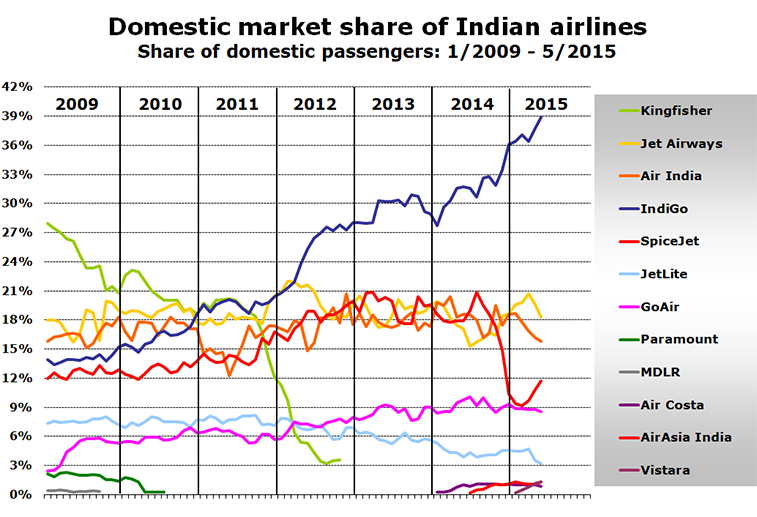 Domestic market share of Indian airlines
Share of domestic passengers: 1/2009 - 5/2015
42%
39%
36%
33%
30%
27%
24%
21%
18%
15%
12%
9%
6%
3%
0%
2009 2010 2011 2012 2013 2014 2015
Kingfisher
Jet Airways
Air India
IndiGo
SpiceJet
JetLite
GoAir
Paramount
MDLR
Air Costa
AirAsia India
Vistara